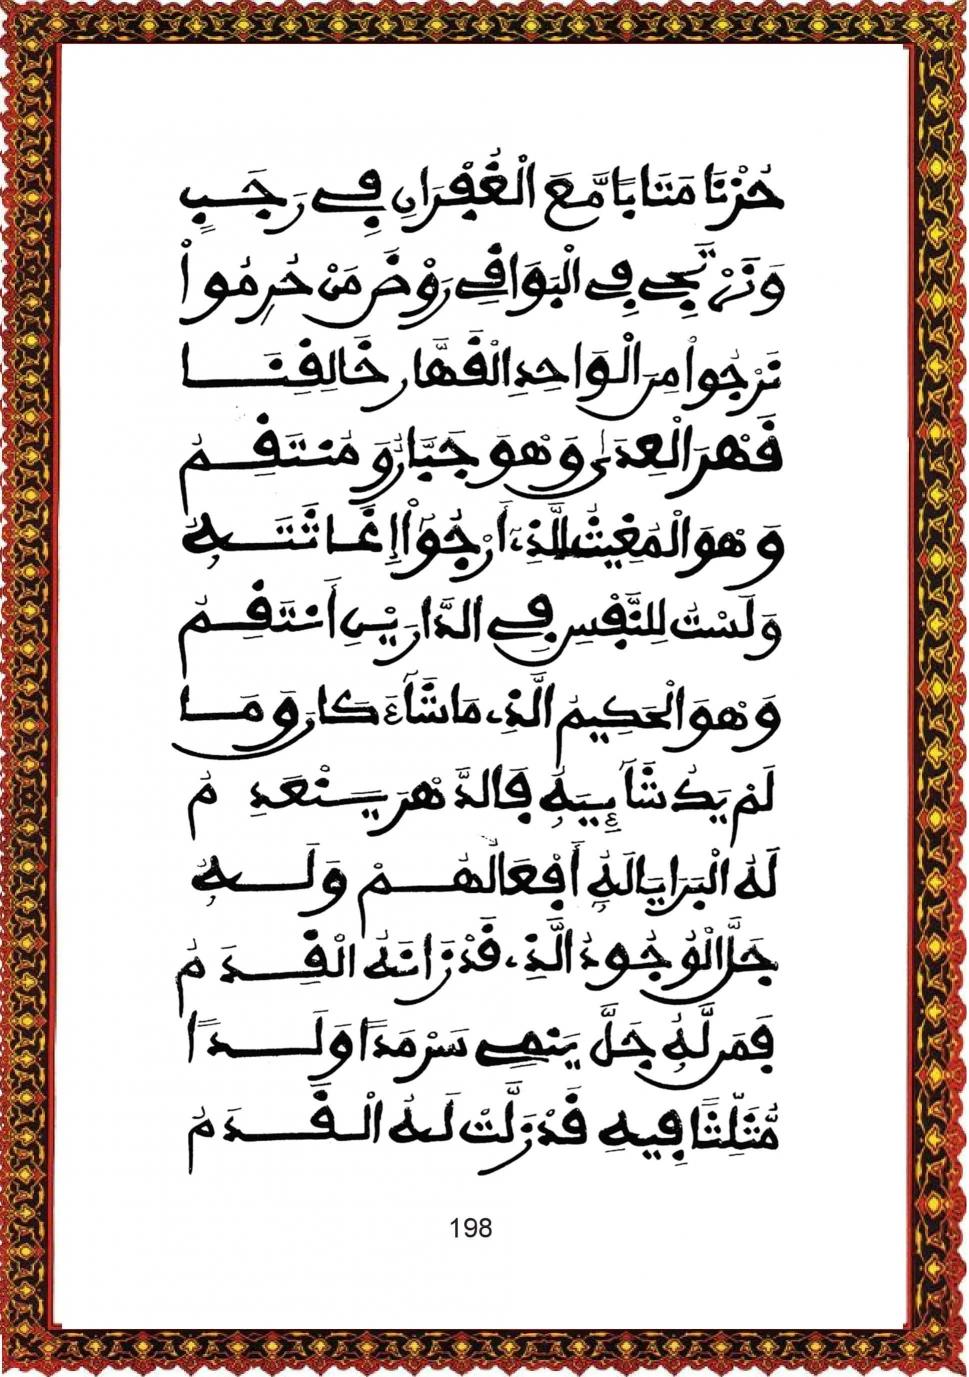 حُزْنَا مَتَابًا مَّعَ الْغُفْرَانِ فِي رَجَبٍ
وَنَرْتَجِي فِي الْبَوَاقِي رَوْضَ مَنْ حُرِمُواْ
نَرْجُواْ مِنَ الْوَاحِدِ الْقَهَّارِ خَالِقِنَا
قَهْرَ الْعِدَى وَهْوَ جَبَّارٌ وَمُنْتَقِمُ
وَهْوَ الْمُغِيثُ الَّذِي أَرْجُواْ إِغَاثَتَهُ
وَلَسْتُ لِلنَّفْسِ فِي الدَّارَيْنِ أَنْتَقِمُ
وَهْوَ الْحَكِيمُ الَّذِي مَا شَآءَ كَانَ وَمَا
لَمْ يَكُ شَآئِيَهُ فَالدَّهْرَ يَنْعَدِمُ
لَهُ الْبَرَايَا لَهُ أَفْعَالُهُمْ وَلَهُ
جَلَّ الْوُجُودُ الَّذِي قَدْ زَانَهُ الْقِدَمُ
فَمَن لَّهُ جَلَّ يَنْمِي سَرْمَدًا وَلَدًا
مُّثَلِّثًا فِيهِ قَدْ زَلَّتْ لَهُ الْقَدَمُ
198